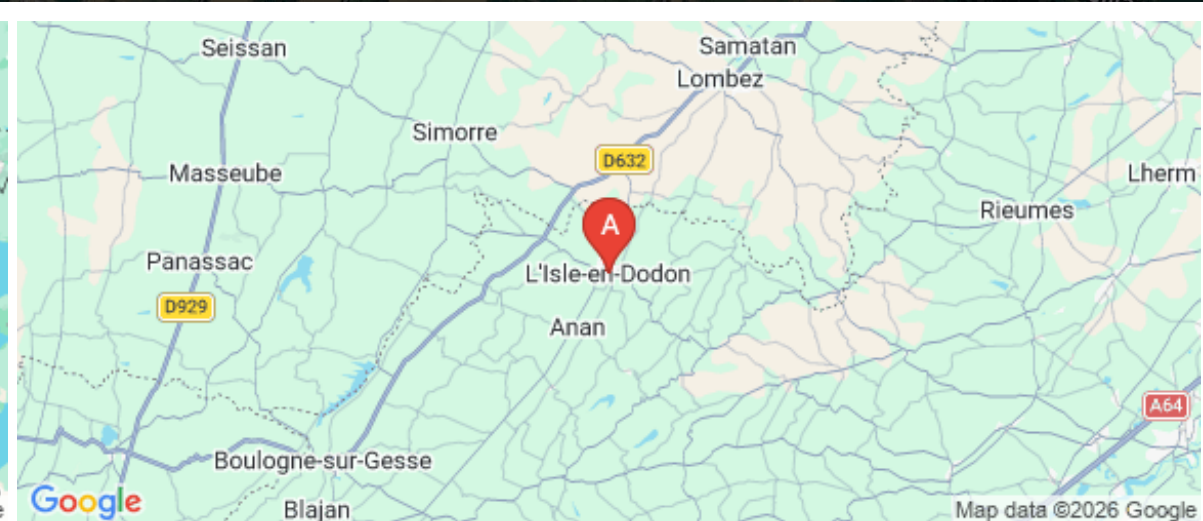 Seissan
Samatan
Lombez
Simorre
D632
Masseube
Lherm
A
Rieumes
Panassac
L'Isle-en-Dodon
D929
Anan
A64
Boulogne-sur-Gesse
Google
Blajan
Map data ©2026 Google